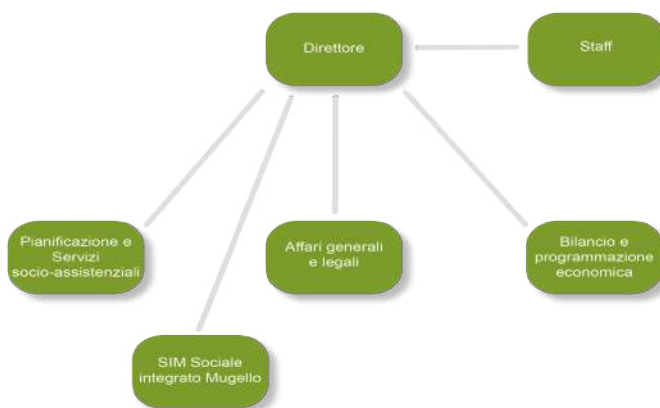 Direttore
Staff
Pianificazione e
Servizi
socio-assistenziali
Affari generali
e legali
Bilancio e
programmazione
economica
SIM Sociale
integrato Mugello